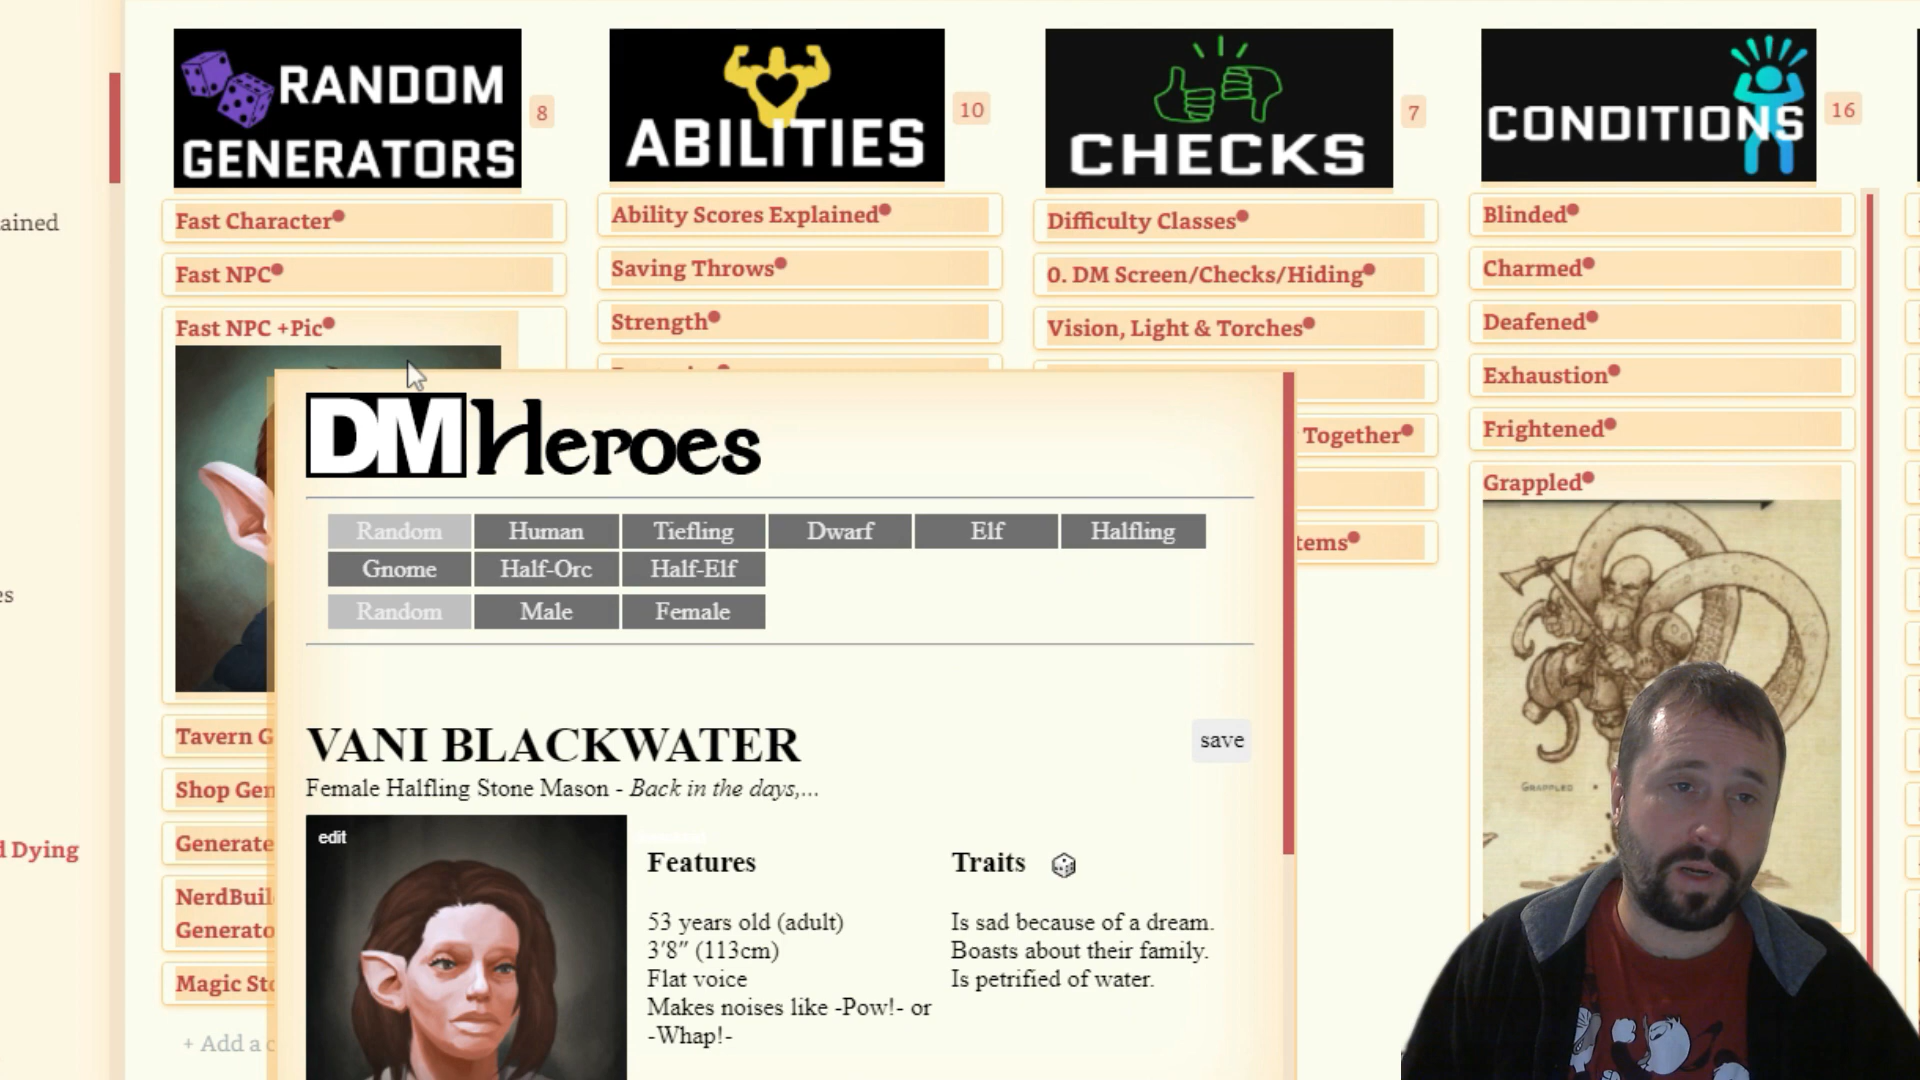 RANDOM
GENERATORS
8
Fast Character
Fast NPC
Fast NPC +Pic
Tavern G
Shop Gen
Generate
NerdBuil
Generato
Magic Sto
+ Add a c
ABILITIES
10
Ability Scores Explained
Saving Throws
Strength
CHECKS
7
Difficulty Classes
0. DM Screen/Checks/Hiding
Vision, Light & Torches
Together
tems
CONDITIONS
16
Blinded
Charmed
Deafened
Exhaustion
Frightened
Grappled
GRAPPLED
ained
es
d Dying
DM Heroes
Random Human Tiefling Dwarf Elf Halfling
Gnome Half-Orc Half-Elf
Random Male Female
VANI BLACKWATER
save
Female Halfling Stone Mason - Back in the days,...
edit
Features
53 years old (adult)
3'8" (113cm)
Flat voice
Makes noises like -Pow!- or
-Whap!-
Traits
Is sad because of a dream.
Boasts about their family.
Is petrified of water.